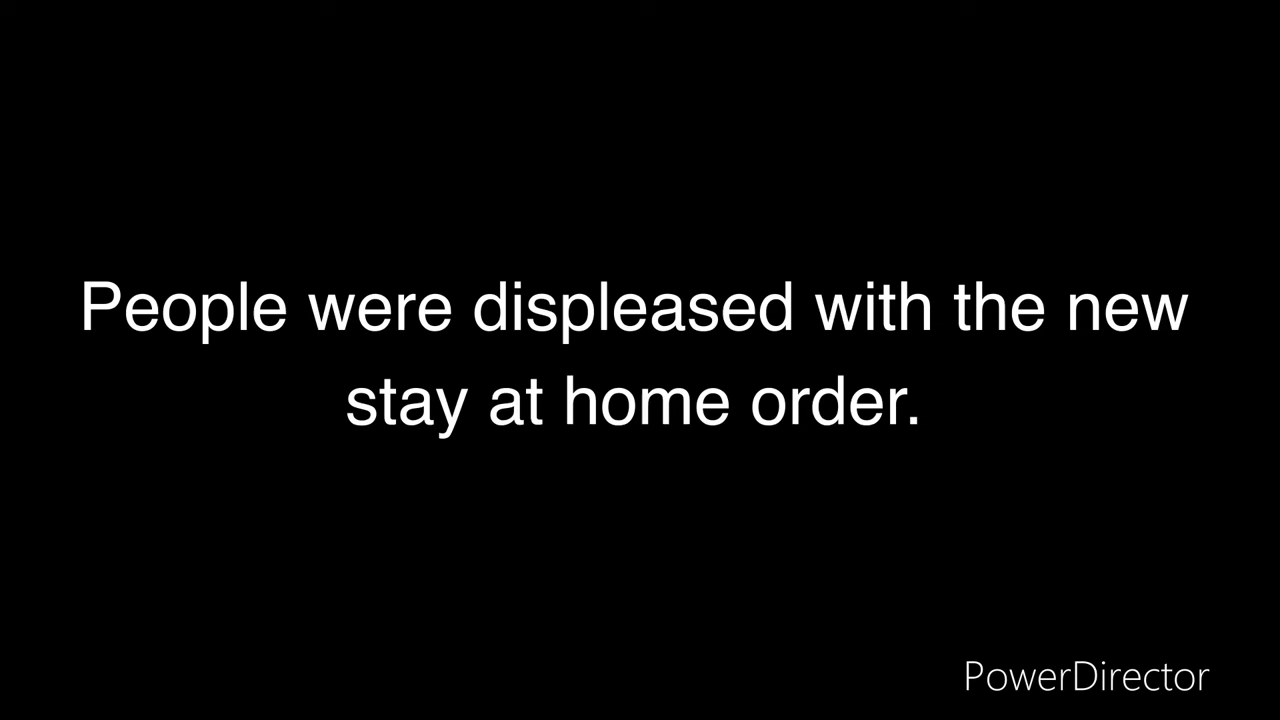 People were displeased with the new
stay at home order.
PowerDirector